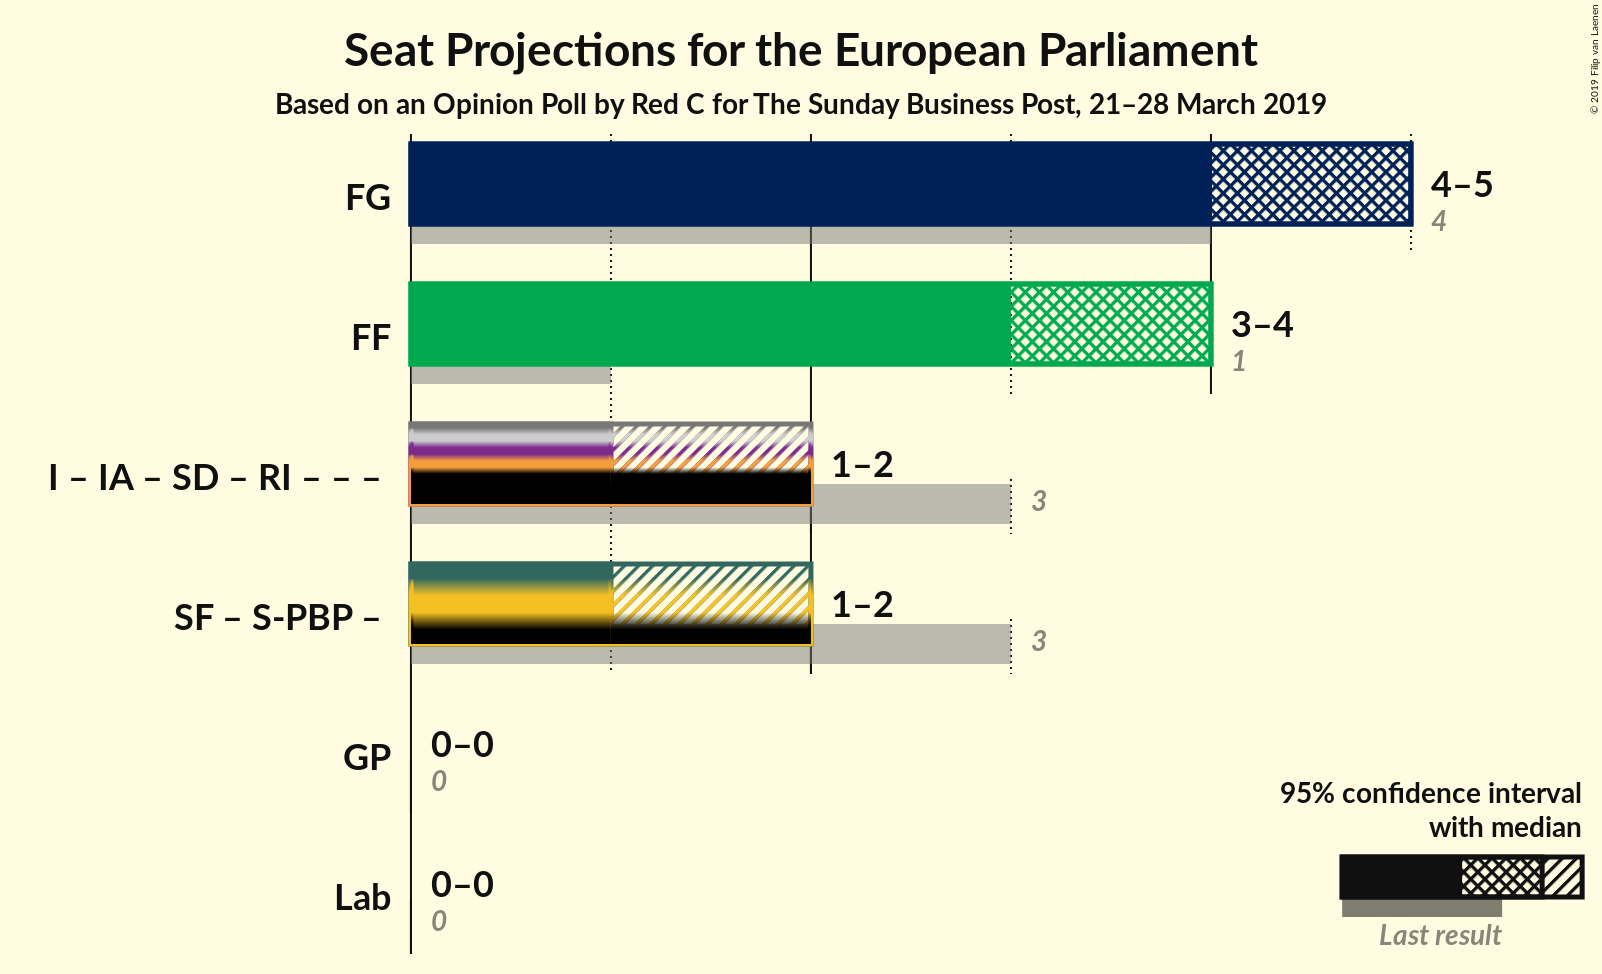 Seat Projections for the European Parliament
Based on an Opinion Poll by Red C for The Sunday Business Post, 21–28 March 2019
© 2019 Filip van Laenen
FG
4–5
4
FF
3–4
1
I – IA – SD – RI – – –
1–2
3
SF – S-PBP –
1–2
3
GP
0–0
0
Lab
0–0
0
95% confidence interval
with median
Last result